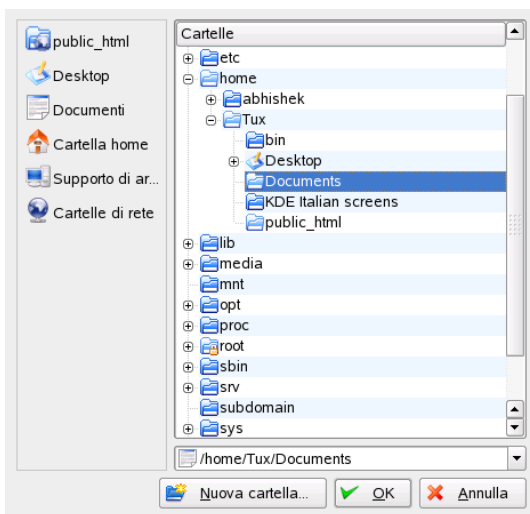 public_html
Desktop
Documenti
Cartella home
Supporto di ar...
Cartelle di rete
Cartelle
etc
home
abhishek
Tux
bin
Desktop
Documents
KDE Italian screens
public_html
lib
media
mnt
opt
proc
root
sbin
srv
subdomain
sys
/home/Tux/Documents
Nuova cartella...
OK
Annulla